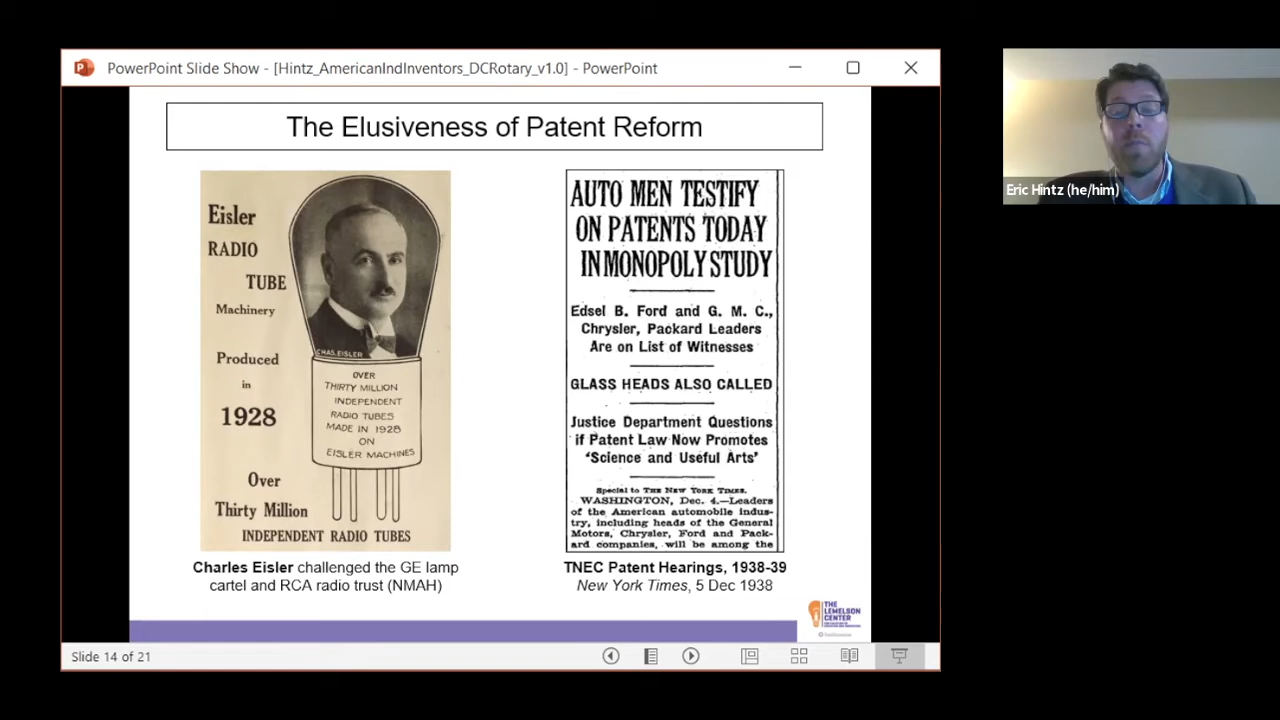 PowerPoint Slide Show - [Hintz_AmericanIndInventors_DCRotary_v1.0] - PowerPoint
The Elusiveness of Patent Reform
Eisler
RADIO
TUBE
Machinery
Produced
in
1928
Over
Thirty Million
INDEPENDENT RADIO TUBES
CHAS. EISLER
OVER
THIRTY MILLION
INDEPENDENT
RADIO TUBES
MADE IN 1928
ON
EISLER MACHINES
Charles Eisler challenged the GE lamp
cartel and RCA radio trust (NMAH)
AUTO MEN TESTIFY
ON PATENTS TODAY
IN MONOPOLY STUDY
Edsel B. Ford and G. M. C.,
Chrysler, Packard Leaders
Are on List of Witnesses
GLASS HEADS ALSO CALLED
Justice Department Questions
if Patent Law Now Promotes
'Science and Useful Arts'
Special to THE NEW YORK TIMES.
WASHINGTON, Dec. 4.—Leaders
of the American automobile indus-
try, including heads of the General
Motors, Chrysler, Ford and Pack-
ard companies, will be among the
TNEC Patent Hearings, 1938-39
New York Times, 5 Dec 1938
THE
LEMELSON
CENTER
Smithsonian
Slide 14 of 21
Eric Hintz (he/him)